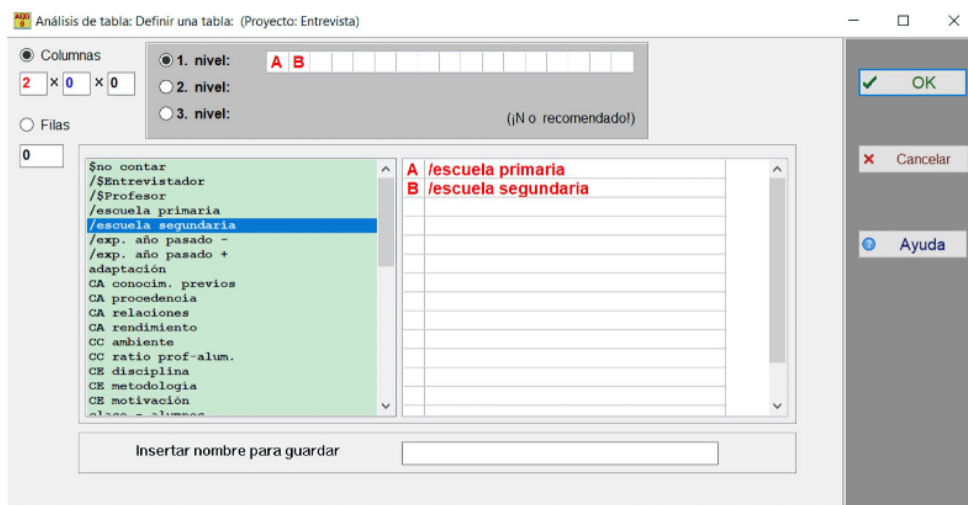 Análisis de tabla: Definir una tabla: (Proyecto: Entrevista)
Columnas
2 × 0 × 0
Filas
0
1. nivel: A B
2. nivel:
3. nivel:
(¡No recomendado!)
$no contar
/$Entrevistador
/$Profesor
/escuela primaria
/escuela segundaria
/exp. año pasado -
/exp. año pasado +
adaptación
CA conocim. previos
CA procedencia
CA relaciones
CA rendimiento
CC ambiente
CC ratio prof-alum.
CE disciplina
CE metodología
CE motivación
clase - alumnos
A /escuela primaria
B /escuela segundaria
Insertar nombre para guardar
OK
Cancelar
Ayuda